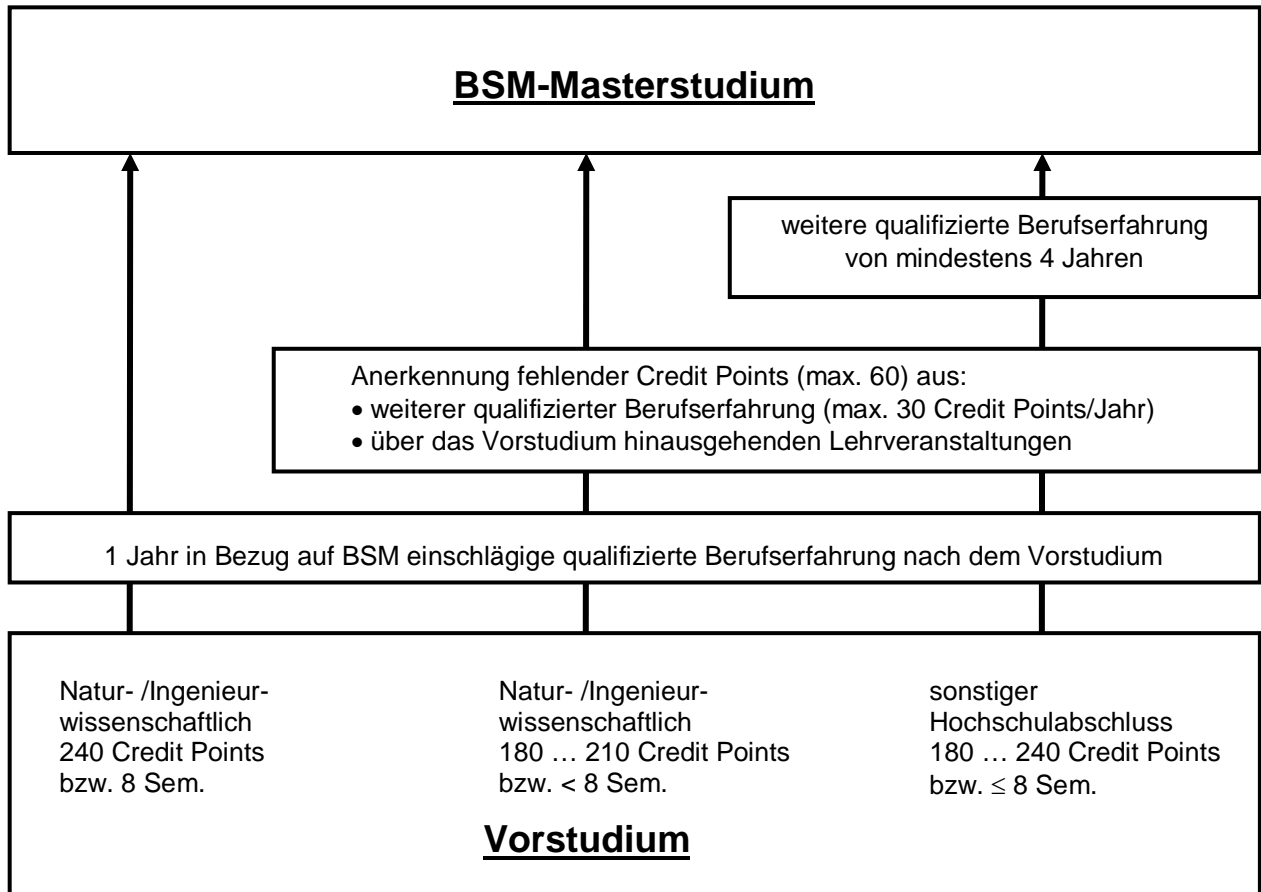 BSM-Masterstudium
weitere qualifizierte Berufserfahrung
von mindestens 4 Jahren
Anerkennung fehlender Credit Points (max. 60) aus:
• weiterer qualifizierter Berufserfahrung (max. 30 Credit Points/Jahr)
• über das Vorstudium hinausgehenden Lehrveranstaltungen
1 Jahr in Bezug auf BSM einschlägige qualifizierte Berufserfahrung nach dem Vorstudium
Natur- /Ingenieur-
wissenschaftlich
240 Credit Points
bzw. 8 Sem.
Natur- /Ingenieur-
wissenschaftlich
180 … 210 Credit Points
bzw. < 8 Sem.
sonstiger
Hochschulabschluss
180 … 240 Credit Points
bzw. ≤ 8 Sem.
Vorstudium